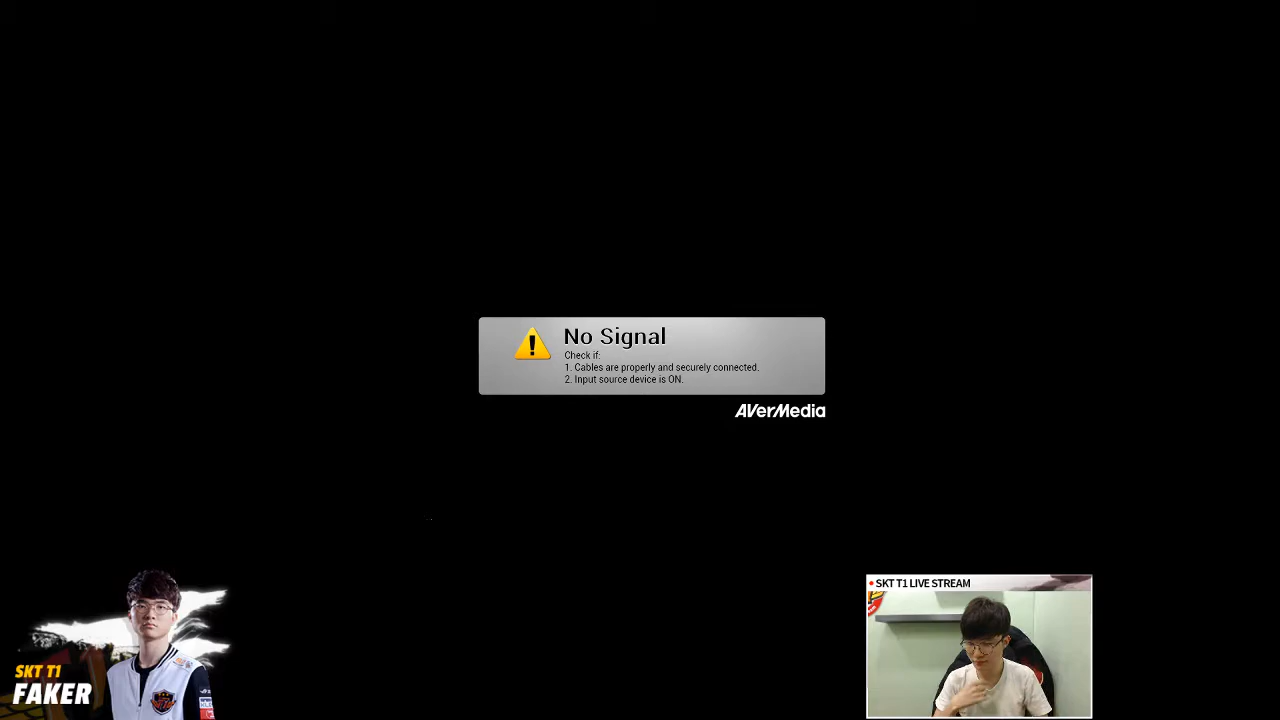 No Signal
Check if:
1. Cables are properly and securely connected.
2. Input source device is ON.
AVerMedia
SKT T1 LIVE STREAM
SKT T1
FAKER